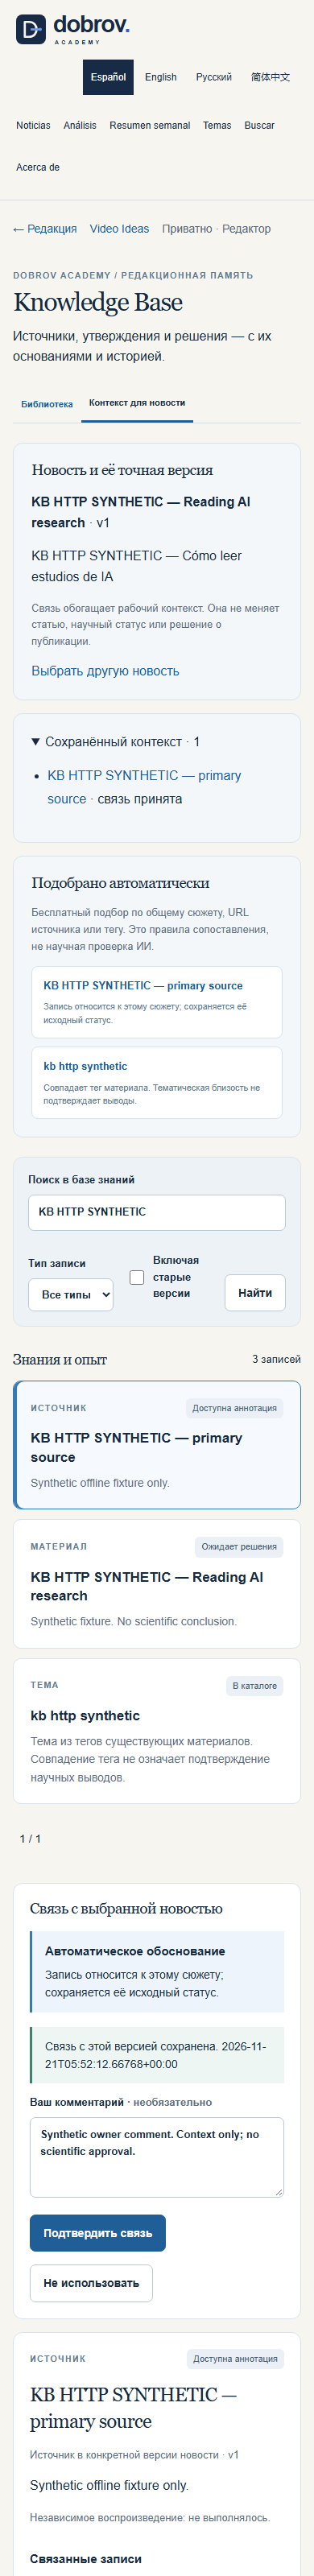 dobrov.
ACADEMY
Español English Русский 简体中文
Noticias Análisis Resumen semanal Temas Buscar
Acerca de
← Редакция Video Ideas Приватно · Редактор
DOBROV ACADEMY / РЕДАКЦИОННАЯ ПАМЯТЬ
Knowledge Base
Источники, утверждения и решения — с их
основаниями и историей.
Библиотека Контекст для новости
Новость и её точная версия
KB HTTP SYNTHETIC — Reading AI
research · v1
KB HTTP SYNTHETIC — Cómo leer
estudios de IA
Связь обогащает рабочий контекст. Она не меняет
статью, научный статус или решение о
публикации.
Выбрать другую новость
▼ Сохранённый контекст · 1
• KB HTTP SYNTHETIC — primary
source · связь принята
Подобрано автоматически
Бесплатный подбор по общему сюжету, URL
источника или тегу. Это правила сопоставления,
не научная проверка ИИ.
KB HTTP SYNTHETIC — primary source
Запись относится к этому сюжету; сохраняется её
исходный статус.
kb http synthetic
Совпадает тег материала. Тематическая близость не
подтверждает выводы.
Поиск в базе знаний
KB HTTP SYNTHETIC
Тип записи
Все типы
Включая
старые
версии
Найти
Знания и опыт 3 записей
ИСТОЧНИК Доступна аннотация
KB HTTP SYNTHETIC — primary
source
Synthetic offline fixture only.
МАТЕРИАЛ Ожидает решения
KB HTTP SYNTHETIC — Reading AI
research
Synthetic fixture. No scientific conclusion.
ТЕМА В каталоге
kb http synthetic
Тема из тегов существующих материалов.
Совпадение тега не означает подтверждение
научных выводов.
1 / 1
Связь с выбранной новостью
Автоматическое обоснование
Запись относится к этому сюжету;
сохраняется её исходный статус.
Связь с этой версией сохранена. 2026-11-
21T05:52:12.66768+00:00
Ваш комментарий · необязательно
Synthetic owner comment. Context only; no
scientific approval.
Подтвердить связь
Не использовать
ИСТОЧНИК Доступна аннотация
KB HTTP SYNTHETIC —
primary source
Источник в конкретной версии новости · v1
Synthetic offline fixture only.
Независимое воспроизведение: не выполнялось.
Связанные записи